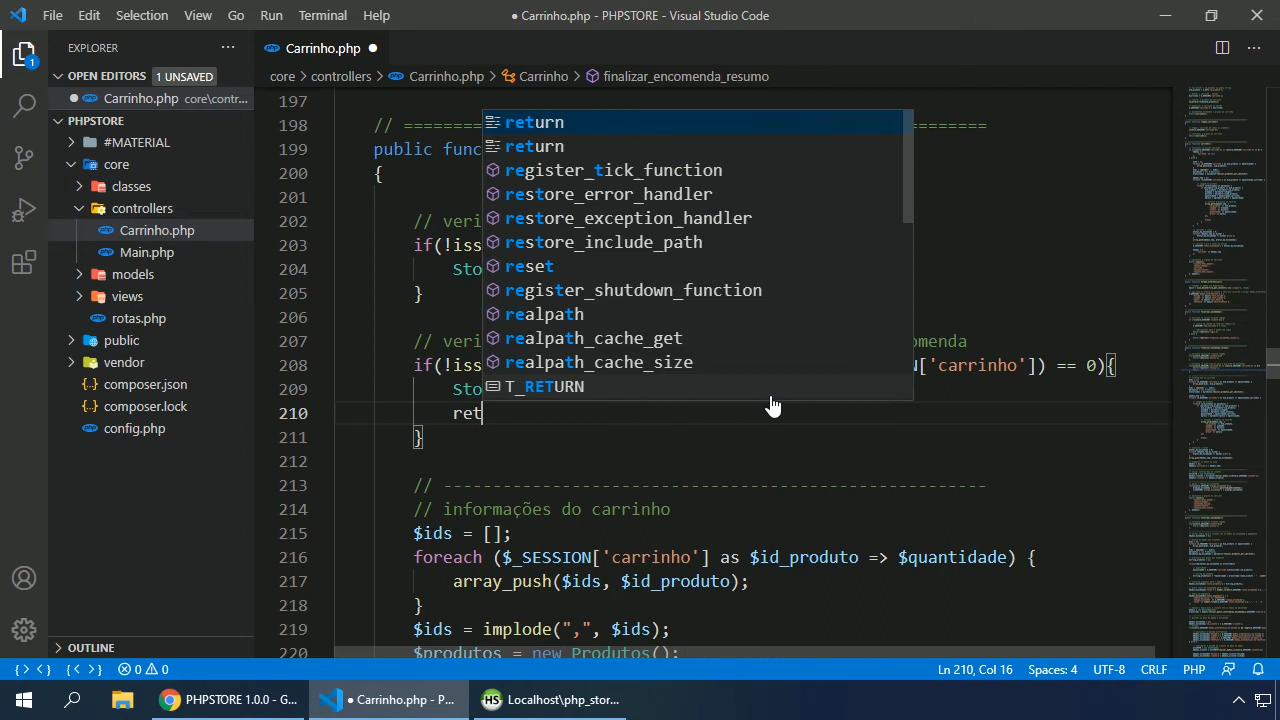 File Edit Selection View Go Run Terminal Help
● Carrinho.php - PHPSTORE - Visual Studio Code
EXPLORER ···
Carrinho.php ●
OPEN EDITORS 1 UNSAVED
core > controllers > Carrinho.php > Carrinho > finalizar_encomenda_resumo
● Carrinho.php core\contr...
PHPSTORE
#MATERIAL
core
classes
controllers
Carrinho.php
Main.php
models
views
rotas.php
public
vendor
composer.json
composer.lock
config.php
OUTLINE
197
198 // ========= =========
199 public func
200 {
201
202 // veri
203 if(!iss
204 Sto
205 }
206
207 // veri omenda
208 if(!iss N['carrinho']) == 0){
209 Sto
210 ret
211 }
212
213 // ----------------------------------------------------------
214 // informções do carrinho
215 $ids = [];
216 foreach ($_SESSION['carrinho'] as $id_produto => $quantidade) {
217 array_push($ids, $id_produto);
218 }
219 $ids = implode(",", $ids);
220 $produtos = new Produtos();
return
return
register_tick_function
restore_error_handler
restore_exception_handler
restore_include_path
reset
register_shutdown_function
realpath
realpath_cache_get
realpath_cache_size
T_RETURN
1
0 0
Ln 210, Col 16 Spaces: 4 UTF-8 CRLF PHP
PHPSTORE 1.0.0 - G...
● Carrinho.php - P...
HS Localhost\php_stor...